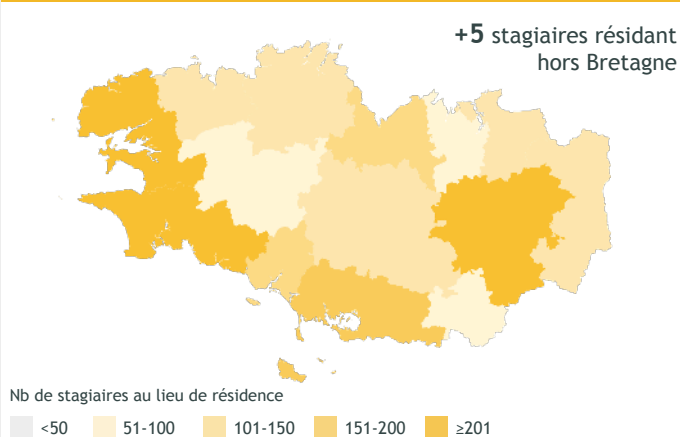 +5 stagiaires résidant
hors Bretagne
Nb de stagiaires au lieu de résidence
<50 51-100 101-150 151-200 ≥201